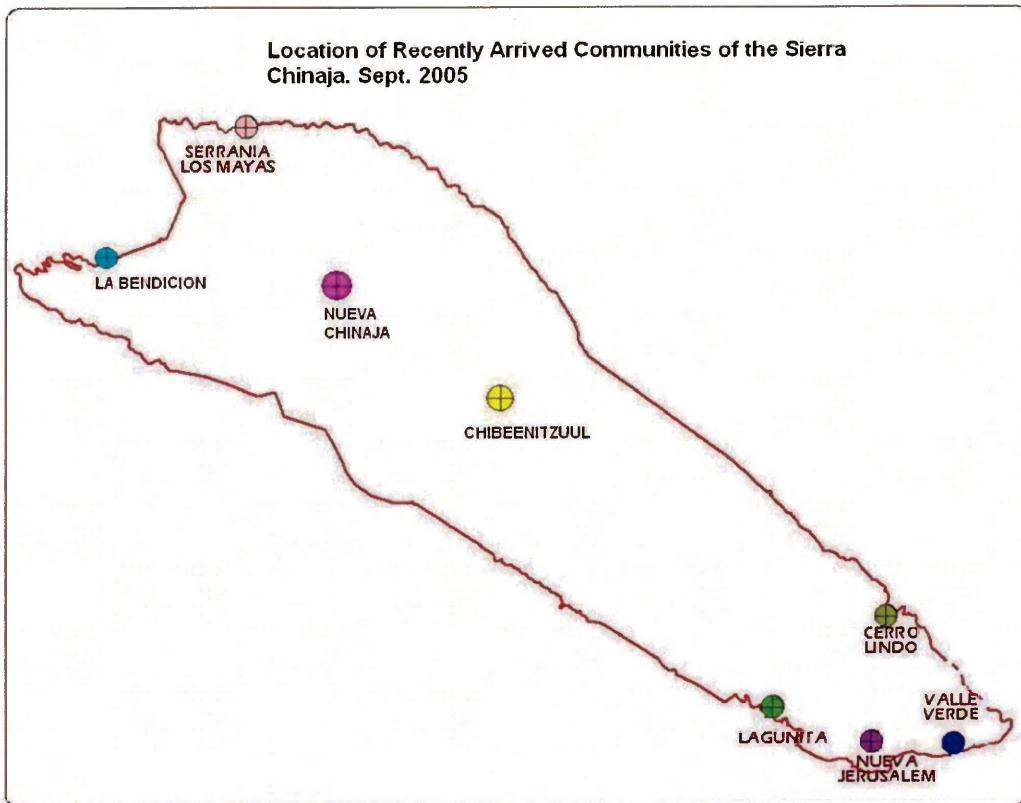 Location of Recently Arrived Communities of the Sierra
Chinaja. Sept. 2005
SERRANIA
LOS MAYAS
LA BENDICION
NUEVA
CHINAJA
CHIBEENITZUUL
CERRO
LINDO
VALLE
VERDE
LAGUNITA
NUEVA
JERUSALEM